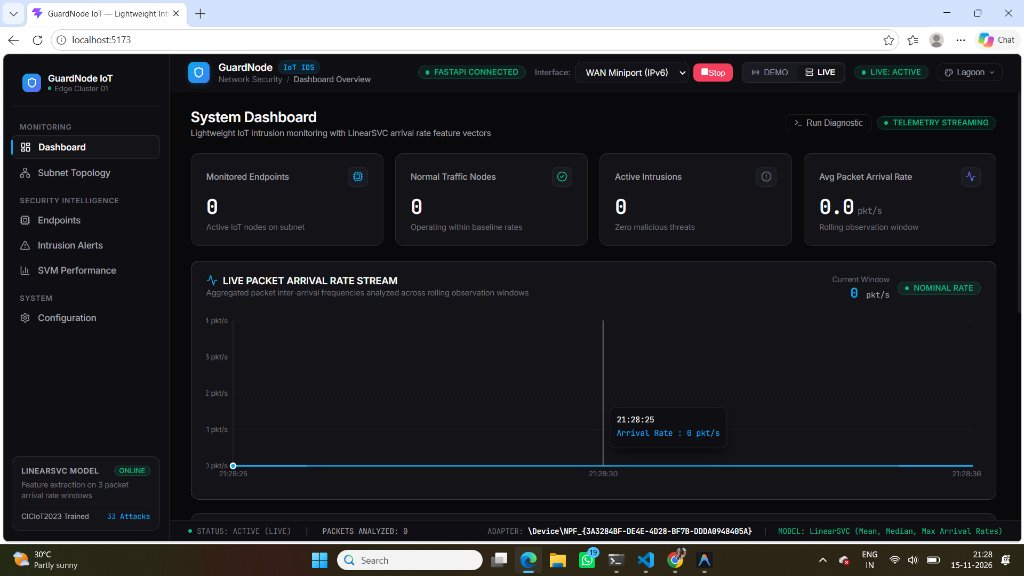 GuardNode IoT — Lightweight Int
localhost:5173
Chat
GuardNode IoT
Edge Cluster 01
GuardNode IoT IDS
Network Security / Dashboard Overview
FASTAPI CONNECTED
Interface: WAN Miniport (IPv6)
Stop
DEMO
LIVE
LIVE: ACTIVE
Lagoon
MONITORING
Dashboard
Subnet Topology
SECURITY INTELLIGENCE
Endpoints
Intrusion Alerts
SVM Performance
SYSTEM
Configuration
LINEARSVC MODEL ONLINE
Feature extraction on 3 packet
arrival rate windows
CICIoT2023 Trained 33 Attacks
System Dashboard
Lightweight IoT intrusion monitoring with LinearSVC arrival rate feature vectors
>_ Run Diagnostic
TELEMETRY STREAMING
Monitored Endpoints
0
Active IoT nodes on subnet
Normal Traffic Nodes
0
Operating within baseline rates
Active Intrusions
0
Zero malicious threats
Avg Packet Arrival Rate
0.0 pkt/s
Rolling observation window
LIVE PACKET ARRIVAL RATE STREAM
Aggregated packet inter-arrival frequencies analyzed across rolling observation windows
Current Window
0 pkt/s
NOMINAL RATE
4 pkt/s
3 pkt/s
2 pkt/s
1 pkt/s
0 pkt/s
21:28:25
Arrival Rate : 0 pkt/s
21:28:25 21:28:30 21:28:36
STATUS: ACTIVE (LIVE) | PACKETS ANALYZED: 0
ADAPTER: \Device\NPF_{3A3284BF-DE4E-4D28-BF7B-DDDA0948405A} | MODEL: LinearSVC (Mean, Median, Max Arrival Rates)
30°C
Partly sunny
Search
19
ENG
IN
21:28
15-11-2026